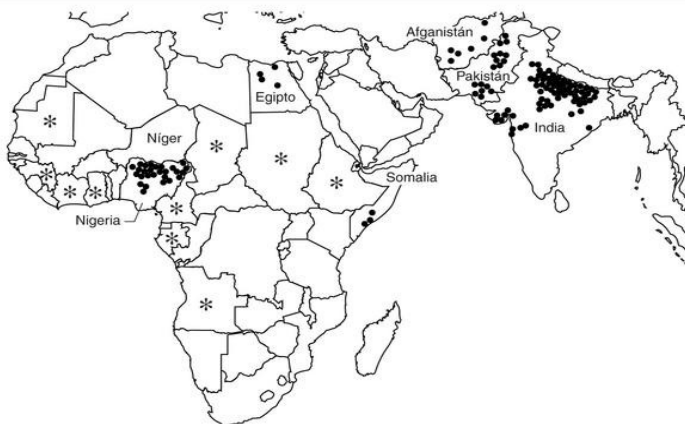 Afganistán
Pakistán
Egipto
India
Níger
Somalia
Nigeria